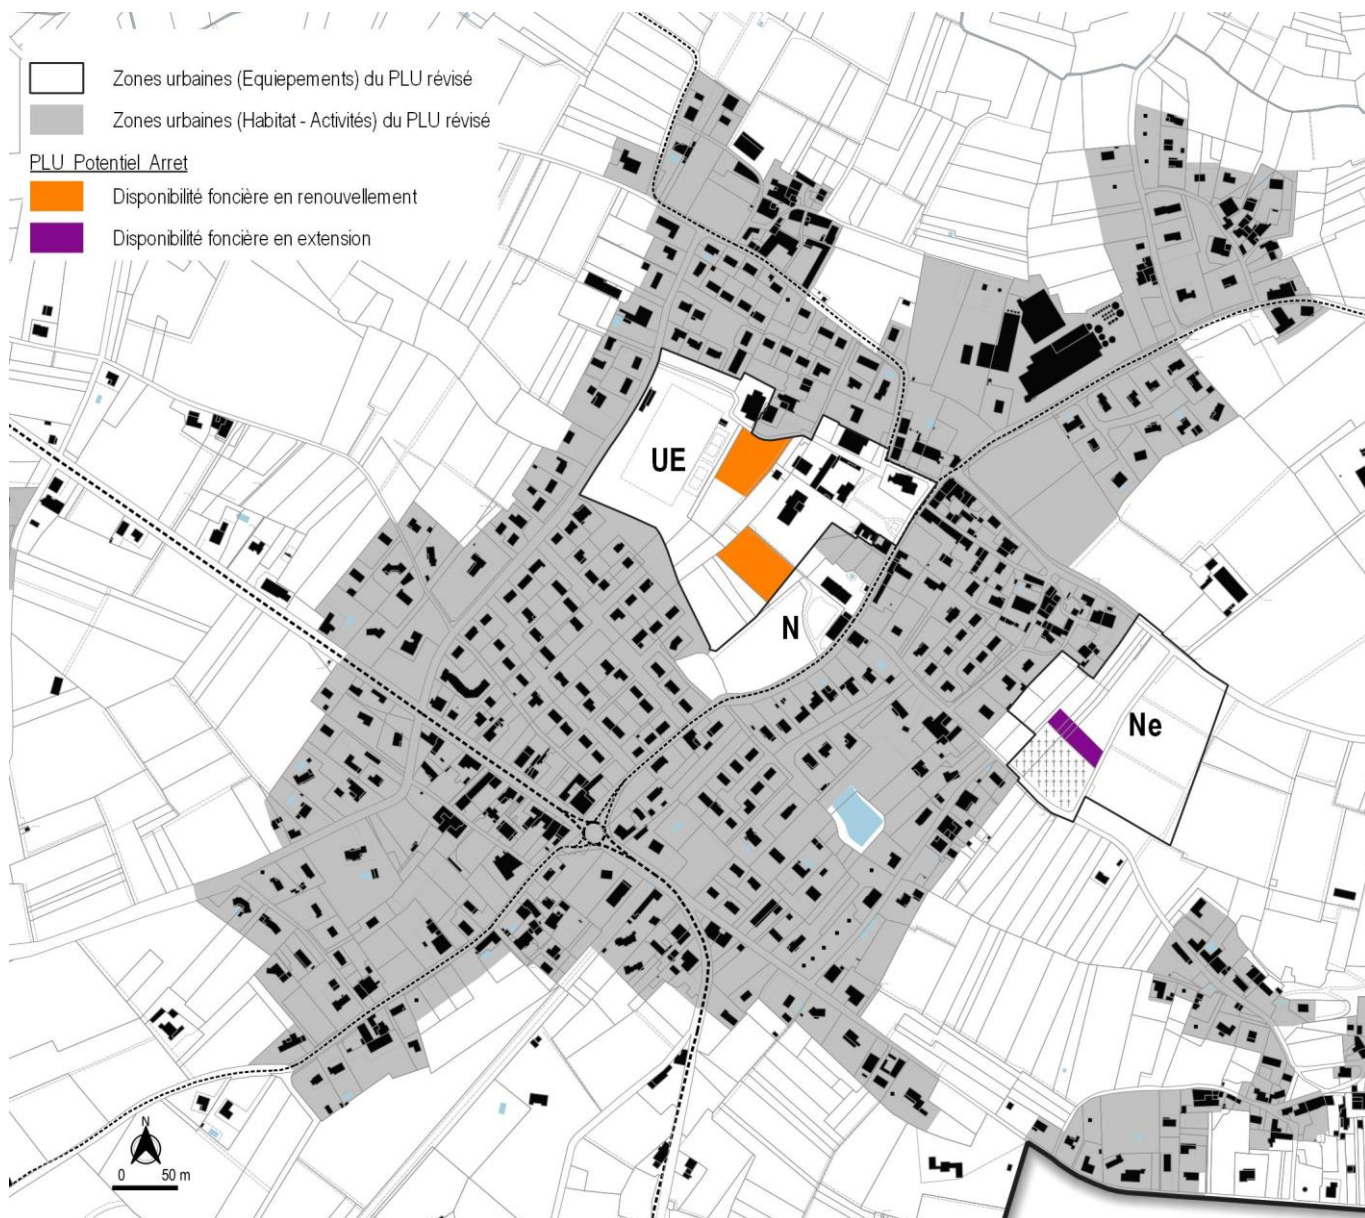 Zones urbaines (Equiepements) du PLU révisé
Zones urbaines (Habitat - Activités) du PLU révisé
PLU_Potentiel_Arret
Disponibilité foncière en renouvellement
Disponibilité foncière en extension
UE
N
Ne
N
0 50 m